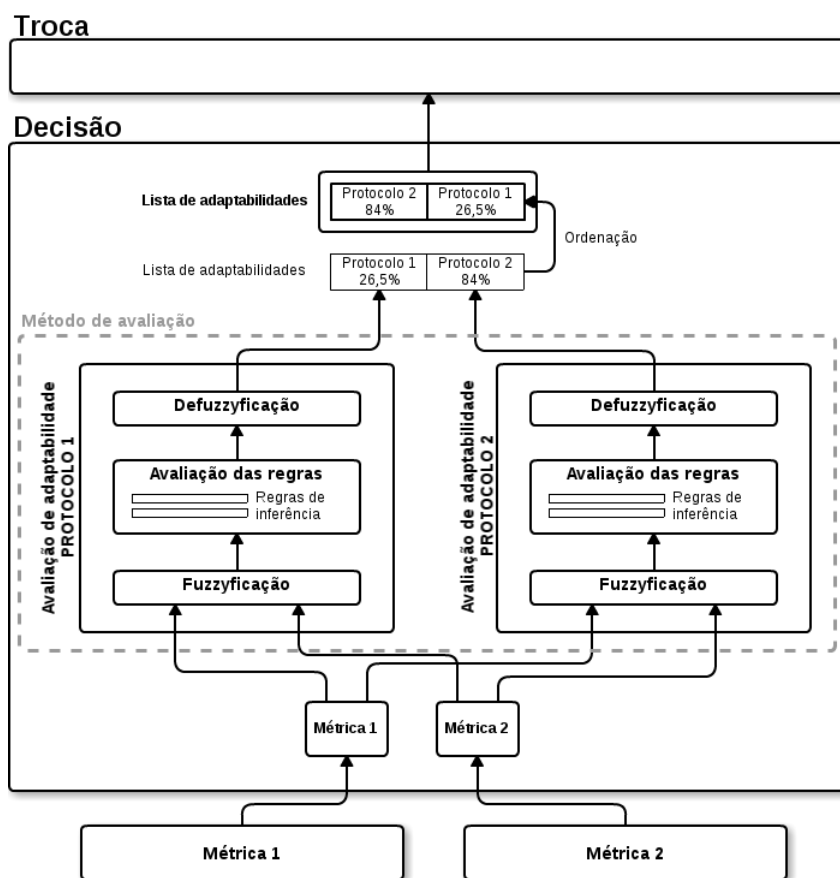 Troca
Decisão
Lista de adaptabilidades
Protocolo 2
84%
Protocolo 1
26,5%
Ordenação
Lista de adaptabilidades
Protocolo 1
26,5%
Protocolo 2
84%
Método de avaliação
Avaliação de adaptabilidade
PROTOCOLO 1
Defuzzyficação
Avaliação das regras
Regras de
inferência
Fuzzyficação
Avaliação de adaptabilidade
PROTOCOLO 2
Defuzzyficação
Avaliação das regras
Regras de
inferência
Fuzzyficação
Métrica 1
Métrica 2
Métrica 1
Métrica 2